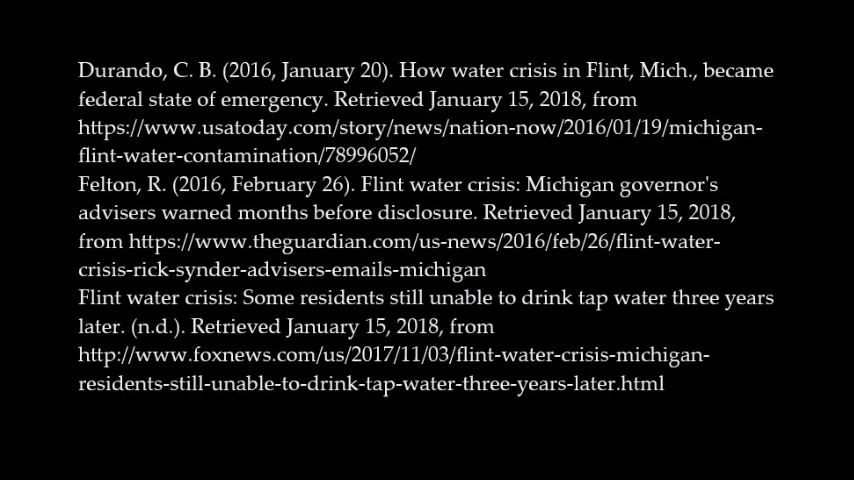 Durando, C. B. (2016, January 20). How water crisis in Flint, Mich., became
federal state of emergency. Retrieved January 15, 2018, from
https://www.usatoday.com/story/news/nation-now/2016/01/19/michigan-
flint-water-contamination/78996052/
Felton, R. (2016, February 26). Flint water crisis: Michigan governor's
advisers warned months before disclosure. Retrieved January 15, 2018,
from https://www.theguardian.com/us-news/2016/feb/26/flint-water-
crisis-rick-synder-advisers-emails-michigan
Flint water crisis: Some residents still unable to drink tap water three years
later. (n.d.). Retrieved January 15, 2018, from
http://www.foxnews.com/us/2017/11/03/flint-water-crisis-michigan-
residents-still-unable-to-drink-tap-water-three-years-later.html